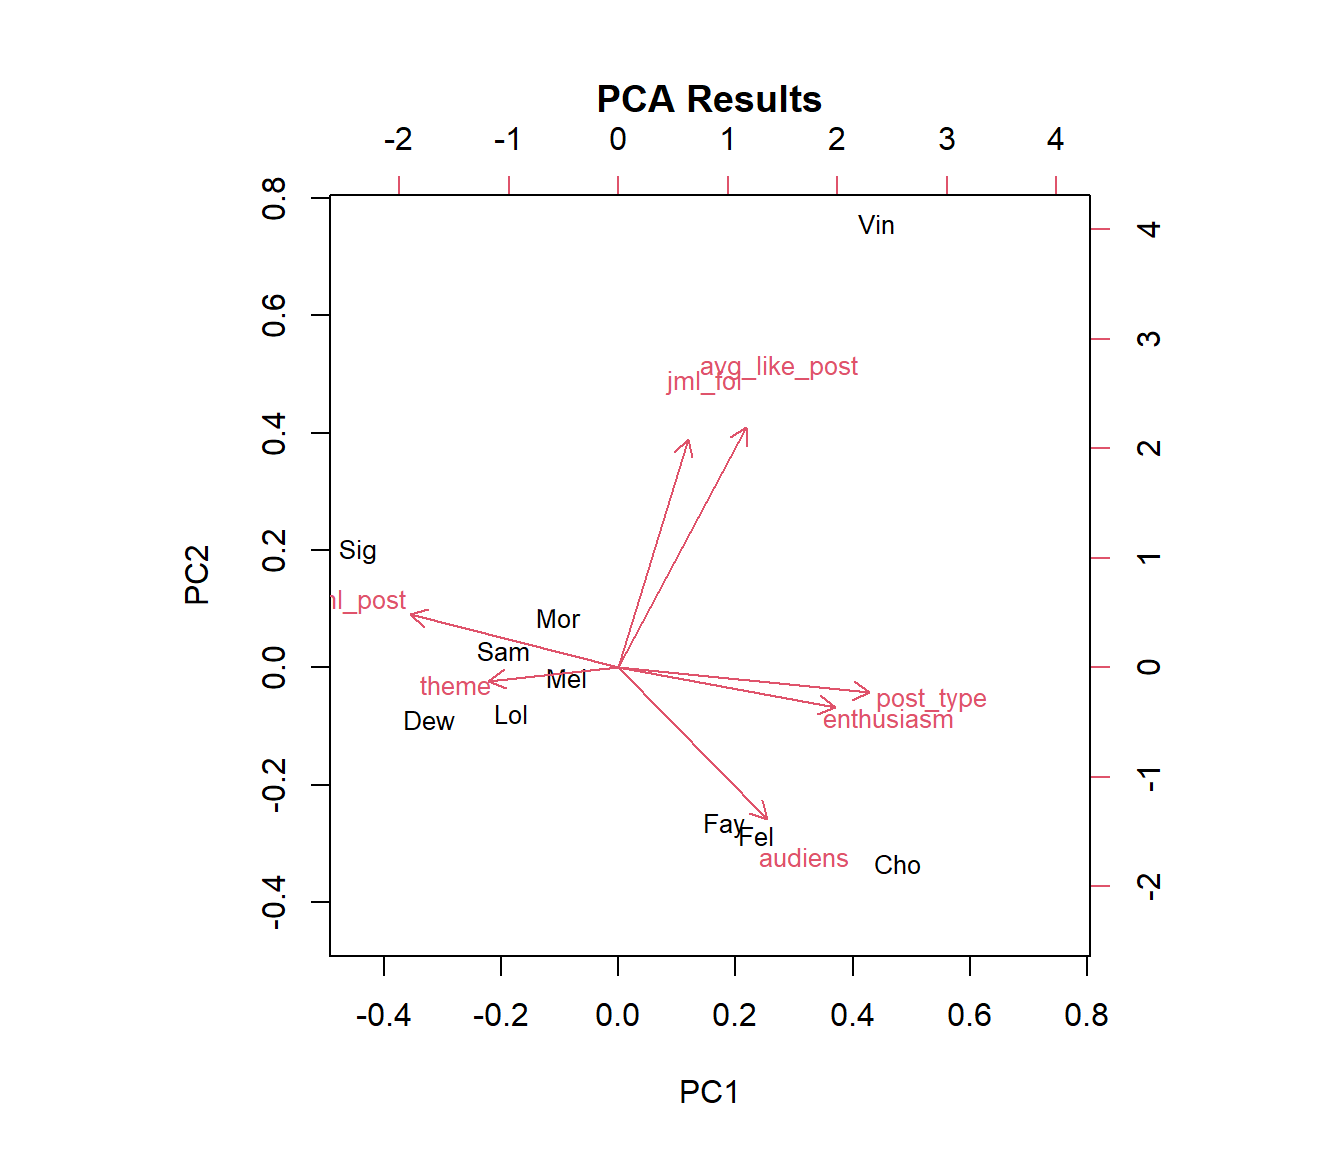 PCA Results
-2 -1 0 1 2 3 4
0.8
0.6
0.4
0.2
0.0
-0.2
-0.4
4
3
2
1
0
-1
-2
Vin
avg_like_post
jml_fol
Sig
l_post
Mor
Sam
Mel
theme
post_type
Dew
Lol
enthusiasm
Fay
Fel
audiens
Cho
PC2
-0.4 -0.2 0.0 0.2 0.4 0.6 0.8
PC1